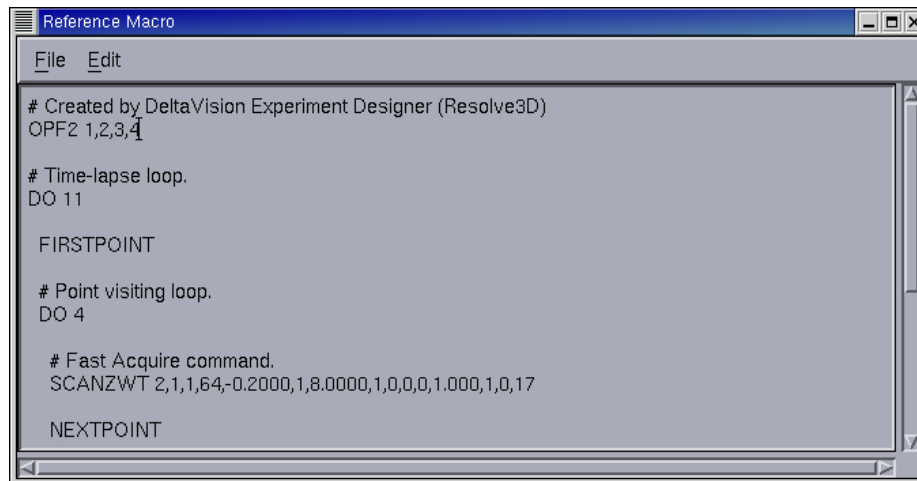 Reference Macro
File Edit
# Created by DeltaVision Experiment Designer (Resolve3D)
OPF2 1,2,3,4
# Time-lapse loop.
DO 11
FIRSTPOINT
# Point visiting loop.
DO 4
# Fast Acquire command.
SCANZWT 2,1,1,64,-0.2000,1,8.0000,1,0,0,0,1.000,1,0,17
NEXTPOINT